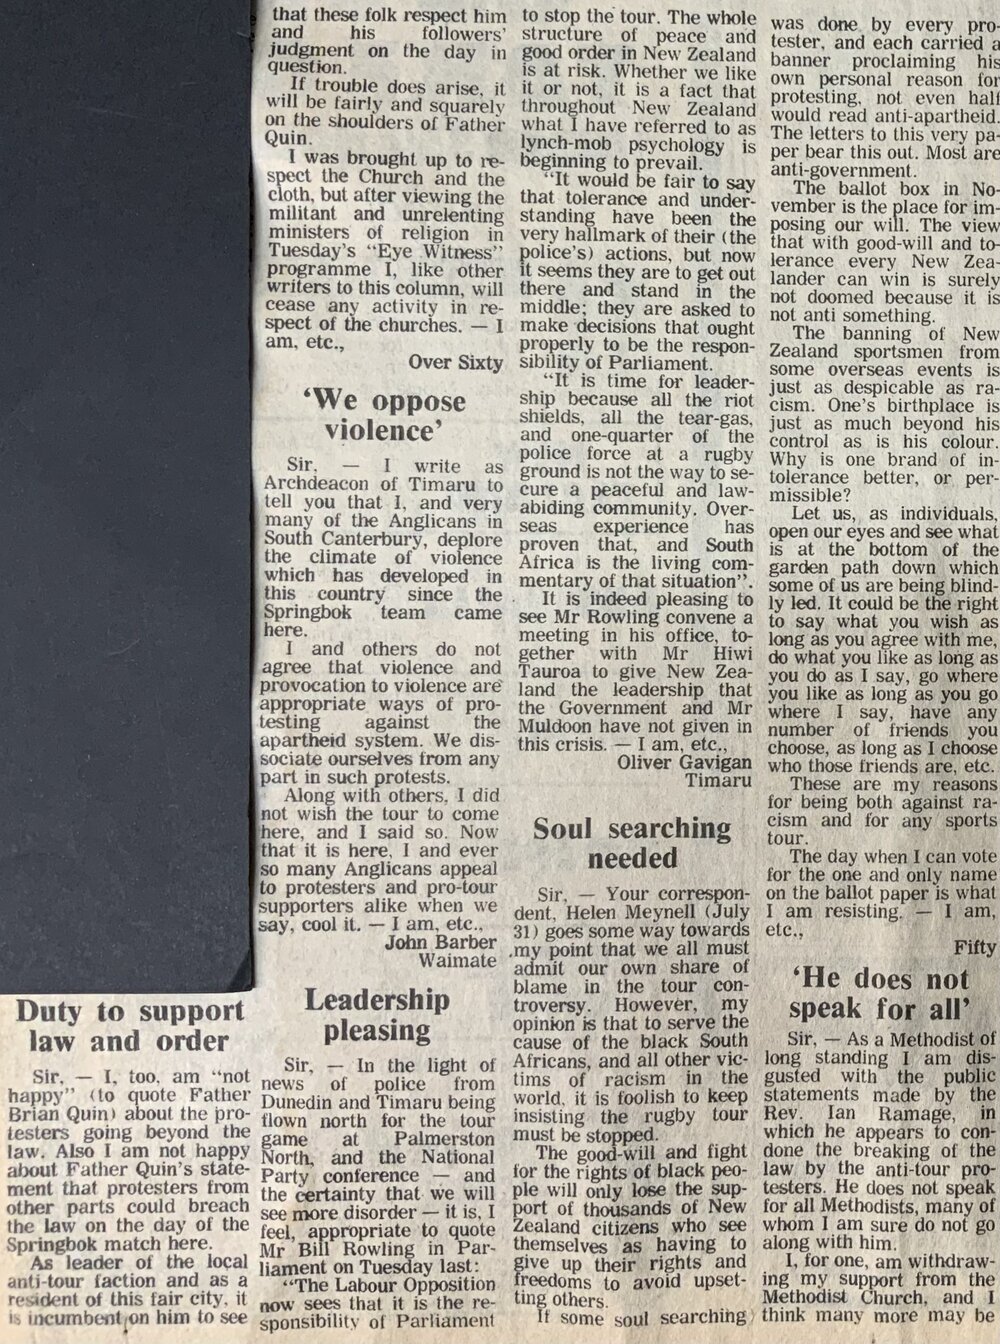 Duty to support
law and order
Sir, — I, too, am "not
happy" (to quote Father
Brian Quin) about the pro-
testers going beyond the
law. Also I am not happy
about Father Quin's state-
ment that protesters from
other parts could breach
the law on the day of the
Springbok match here.
As leader of the local
anti-tour faction and as a
resident of this fair city, it
is incumbent on him to see
that these folk respect him
and his followers'
judgment on the day in
question.
If trouble does arise, it
will be fairly and squarely
on the shoulders of Father
Quin.
I was brought up to re-
spect the Church and the
cloth, but after viewing the
militant and unrelenting
ministers of religion in
Tuesday's "Eye Witness"
programme I, like other
writers to this column, will
cease any activity in re-
spect of the churches. — I
am, etc.,
Over Sixty
'We oppose
violence'
Sir, — I write as
Archdeacon of Timaru to
tell you that I, and very
many of the Anglicans in
South Canterbury, deplore
the climate of violence
which has developed in
this country since the
Springbok team came
here.
I and others do not
agree that violence and
provocation to violence are
appropriate ways of pro-
testing against the
apartheid system. We dis-
sociate ourselves from any
part in such protests.
Along with others, I did
not wish the tour to come
here, and I said so. Now
that it is here, I and ever
so many Anglicans appeal
to protesters and pro-tour
supporters alike when we
say, cool it. — I am, etc.,
John Barber
Waimate
Leadership
pleasing
Sir, — In the light of
news of police from
Dunedin and Timaru being
flown north for the tour
game at Palmerston
North, and the National
Party conference — and
the certainty that we will
see more disorder — it is, I
feel, appropriate to quote
Mr Bill Rowling in Par-
liament on Tuesday last:
"The Labour Opposition
now sees that it is the re-
sponsibility of Parliament
to stop the tour. The whole
structure of peace and
good order in New Zealand
is at risk. Whether we like
it or not, it is a fact that
throughout New Zealand
what I have referred to as
lynch-mob psychology is
beginning to prevail.
"It would be fair to say
that tolerance and under-
standing have been the
very hallmark of their (the
police's) actions, but now
it seems they are to get out
there and stand in the
middle; they are asked to
make decisions that ought
properly to be the respon-
sibility of Parliament.
"It is time for leader-
ship because all the riot
shields, all the tear-gas,
and one-quarter of the
police force at a rugby
ground is not the way to se-
cure a peaceful and law-
abiding community. Over-
seas experience has
proven that, and South
Africa is the living com-
mentary of that situation".
It is indeed pleasing to
see Mr Rowling convene a
meeting in his office, to-
gether with Mr Hiwi
Tauroa to give New Zea-
land the leadership that
the Government and Mr
Muldoon have not given in
this crisis. — I am, etc.,
Oliver Gavigan
Timaru
Soul searching
needed
Sir, — Your correspon-
dent, Helen Meynell (July
31) goes some way towards
my point that we all must
admit our own share of
blame in the tour con-
troversy. However, my
opinion is that to serve the
cause of the black South
Africans, and all other vic-
tims of racism in the
world, it is foolish to keep
insisting the rugby tour
must be stopped.
The good-will and fight
for the rights of black peo-
ple will only lose the sup-
port of thousands of New
Zealand citizens who see
themselves as having to
give up their rights and
freedoms to avoid upset-
ting others.
If some soul searching
was done by every pro-
tester, and each carried a
banner proclaiming his
own personal reason for
protesting, not even half
would read anti-apartheid.
The letters to this very pa-
per bear this out. Most are
anti-government.
The ballot box in No-
vember is the place for im-
posing our will. The view
that with good-will and to-
lerance every New Zea-
lander can win is surely
not doomed because it is
not anti something.
The banning of New
Zealand sportsmen from
some overseas events is
just as despicable as ra-
cism. One's birthplace is
just as much beyond his
control as is his colour.
Why is one brand of in-
tolerance better, or per-
missible?
Let us, as individuals,
open our eyes and see what
is at the bottom of the
garden path down which
some of us are being blind-
ly led. It could be the right
to say what you wish as
long as you agree with me,
do what you like as long as
you do as I say, go where
you like as long as you go
where I say, have any
number of friends you
choose, as long as I choose
who those friends are, etc.
These are my reasons
for being both against ra-
cism and for any sports
tour.
The day when I can vote
for the one and only name
on the ballot paper is what
I am resisting. — I am,
etc.,
Fifty
'He does not
speak for all'
Sir, — As a Methodist of
long standing I am dis-
gusted with the public
statements made by the
Rev. Ian Ramage, in
which he appears to con-
done the breaking of the
law by the anti-tour pro-
testers. He does not speak
for all Methodists, many of
whom I am sure do not go
along with him.
I, for one, am withdraw-
ing my support from the
Methodist Church, and I
think many more may be